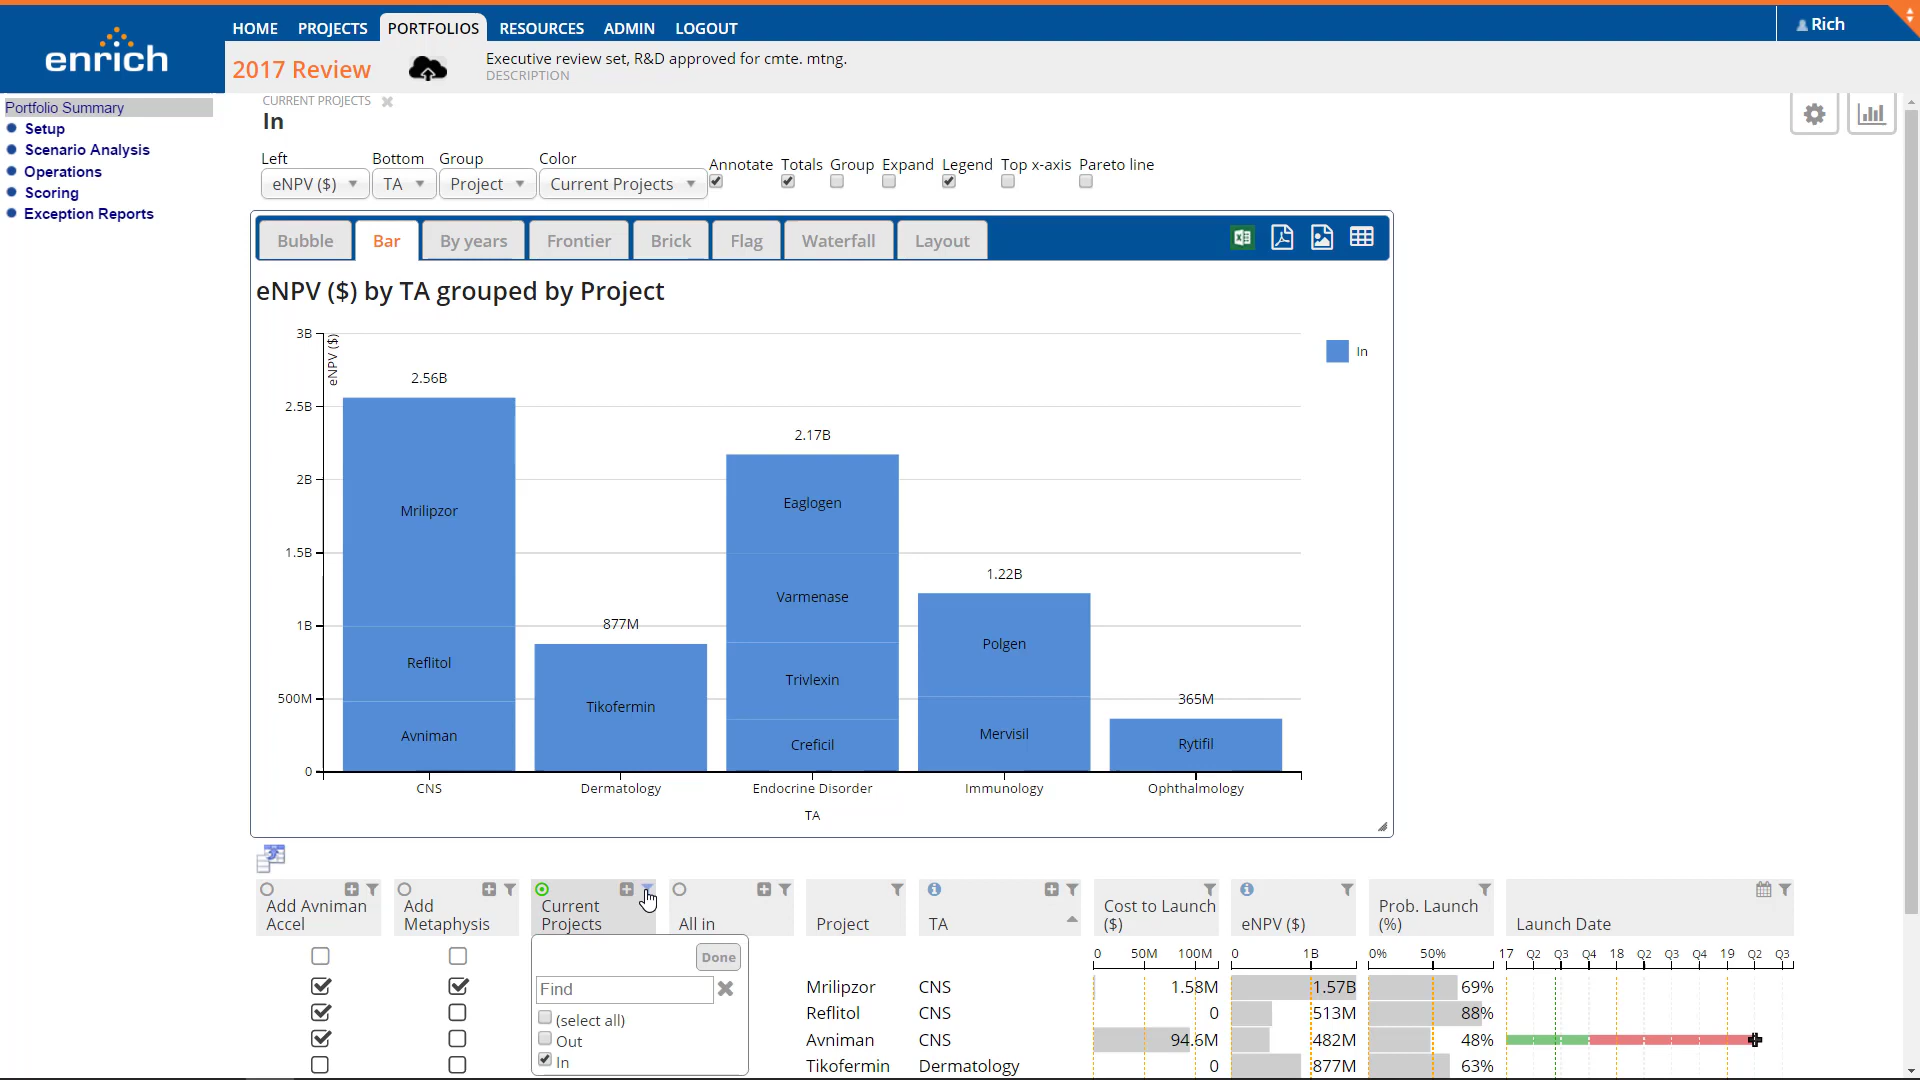 enrich
HOME PROJECTS PORTFOLIOS RESOURCES ADMIN LOGOUT
Rich
2017 Review
Executive review set, R&D approved for cmte. mtng.
DESCRIPTION
Portfolio Summary
Setup
Scenario Analysis
Operations
Scoring
Exception Reports
CURRENT PROJECTS
In
Left Bottom Group Color Annotate Totals Group Expand Legend Top x-axis Pareto line
eNPV ($) TA Project Current Projects
Bubble Bar By years Frontier Brick Flag Waterfall Layout
eNPV ($) by TA grouped by Project
3B
eNPV ($)
In
2.56B
2.5B
2.17B
2B
Eaglogen
Mrilipzor
1.5B
1.22B
Varmenase
1B
877M
Polgen
Reflitol
Trivlexin
500M
365M
Tikofermin
Avniman
Mervisil
Creficil
Rytifil
0
CNS Dermatology Endocrine Disorder Immunology Ophthalmology
TA
Add Avniman Accel
Add Metaphysis
Current Projects
All in
Project
TA
Cost to Launch ($)
eNPV ($)
Prob. Launch (%)
Launch Date
0 50M 100M 0 1B 0% 50% 17 Q2 Q3 Q4 18 Q2 Q3 Q4 19 Q2 Q3
Done
Find
(select all)
Out
In
Mrilipzor CNS 1.58M 1.57B 69%
Reflitol CNS 0 513M 88%
Avniman CNS 94.6M 482M 48%
Tikofermin Dermatology 0 877M 63%